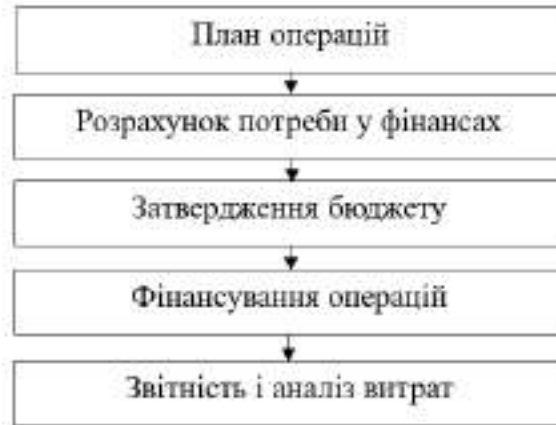 План операцій
Розрахунок потреби у фінансах
Затвердження бюджету
Фінансування операцій
Звітність і аналіз витрат